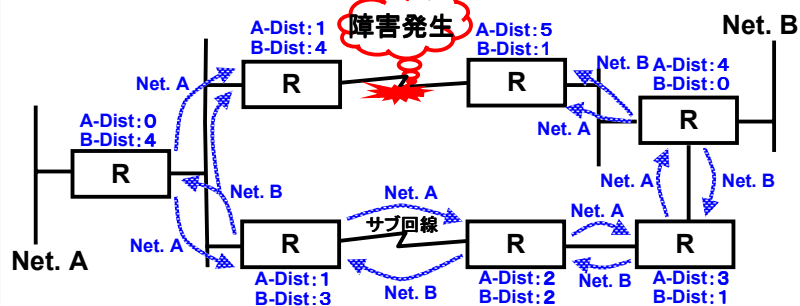 障害発生
Net. B
A-Dist:1
B-Dist:4
A-Dist:5
B-Dist:1
Net. A
R
R
Net. B
A-Dist:4
B-Dist:0
R
A-Dist:0
B-Dist:4
R
Net. A
Net. B
Net. A
Net. A
Net. B
Net. A
サブ回線
Net. A
R
R
R
Net. A
Net. B
Net. B
A-Dist:1
B-Dist:3
A-Dist:2
B-Dist:2
A-Dist:3
B-Dist:1